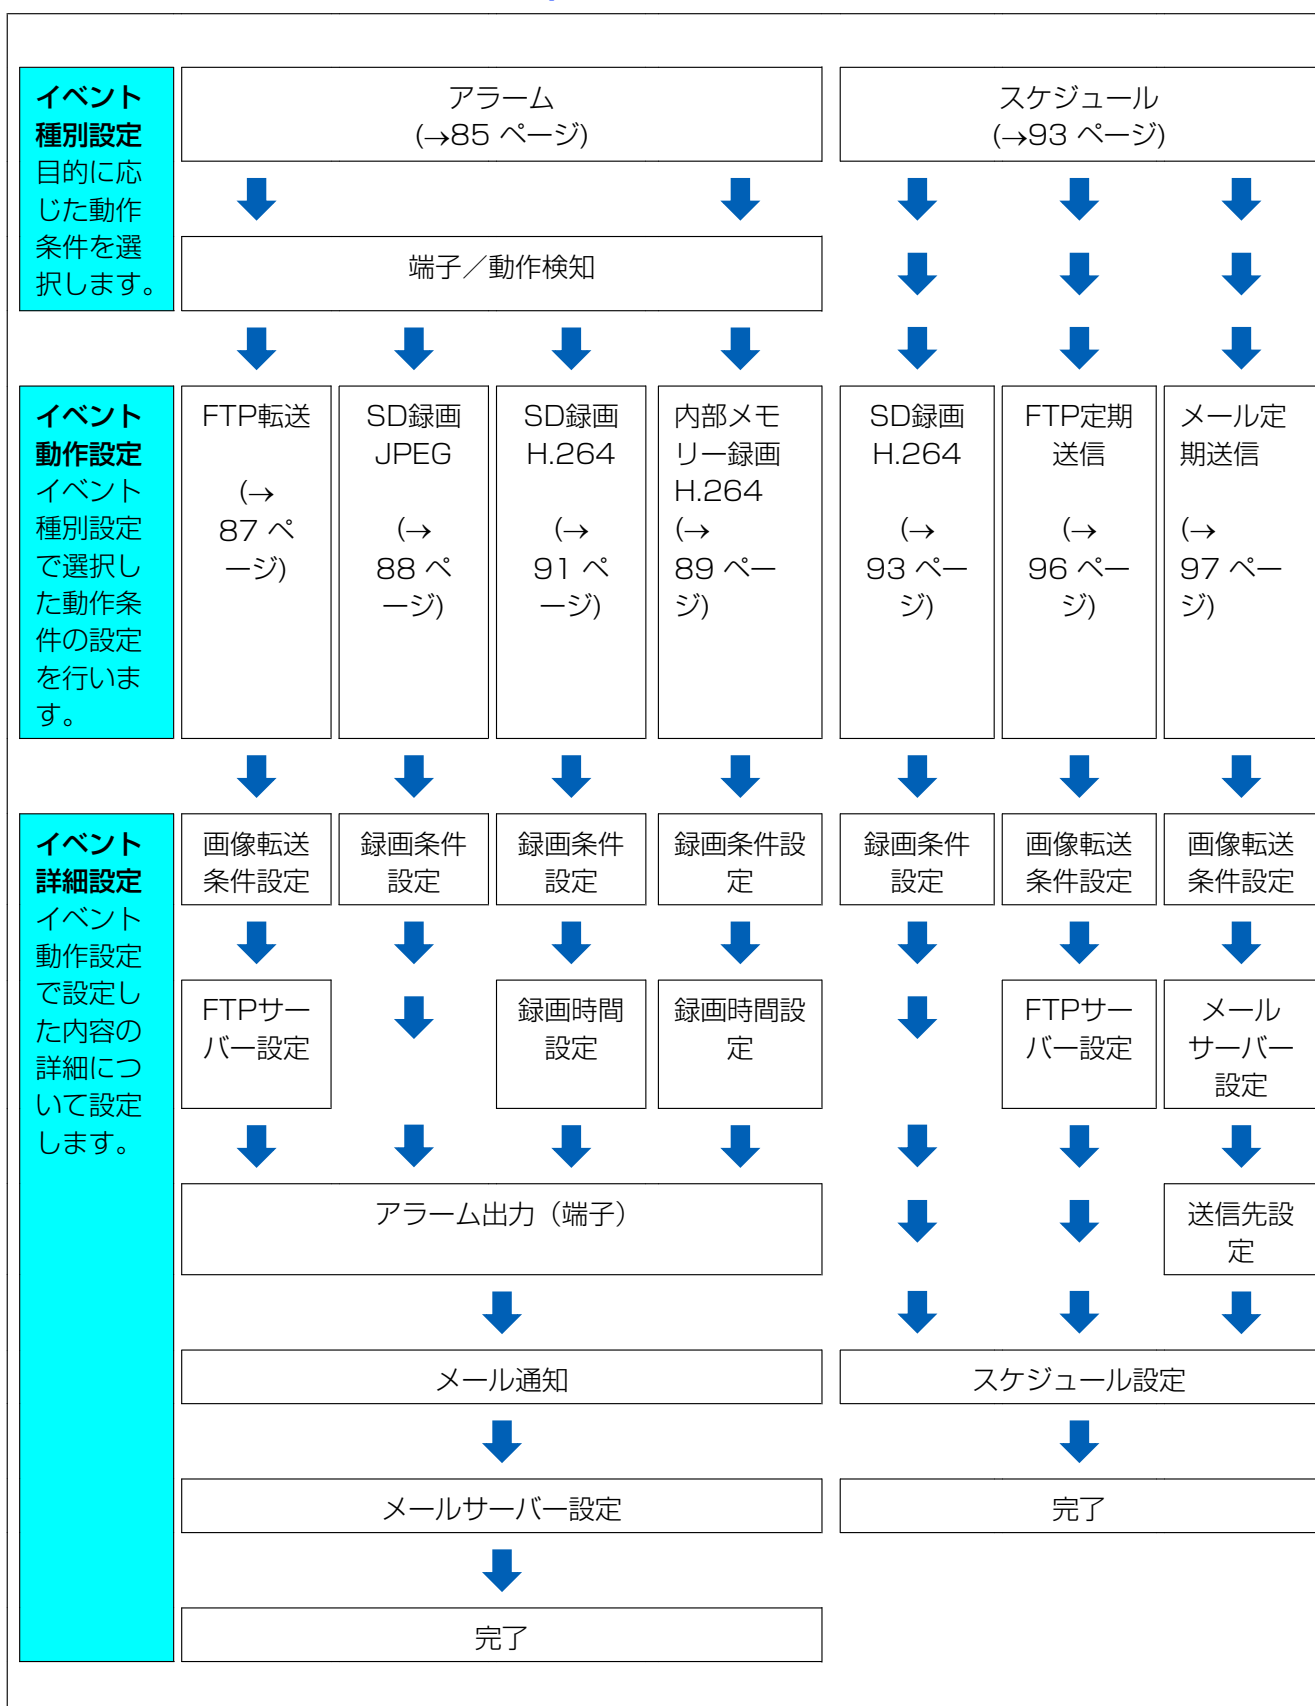 イベント
種別設定
目的に応
じた動作
条件を選
択します。
アラーム
(→85 ページ)
スケジュール
(→93 ページ)
端子／動作検知
イベント
動作設定
イベント
種別設定
で選択し
た動作条
件の設定
を行いま
す。
FTP転送
(→
87 ペ
ージ)
SD録画
JPEG
(→
88 ペ
ージ)
SD録画
H.264
(→
91 ペ
ージ)
内部メモ
リー録画
H.264
(→
89 ペー
ジ)
SD録画
H.264
(→
93 ペー
ジ)
FTP定期
送信
(→
96 ペー
ジ)
メール定
期送信
(→
97 ペー
ジ)
イベント
詳細設定
イベント
動作設定
で設定し
た内容の
詳細につ
いて設定
します。
画像転送
条件設定
録画条件
設定
録画条件
設定
録画条件設
定
録画条件
設定
画像転送
条件設定
画像転送
条件設定
FTPサー
バー設定
録画時間
設定
録画時間設
定
FTPサー
バー設定
メール
サーバー
設定
アラーム出力（端子）
送信先設
定
メール通知
スケジュール設定
メールサーバー設定
完了
完了